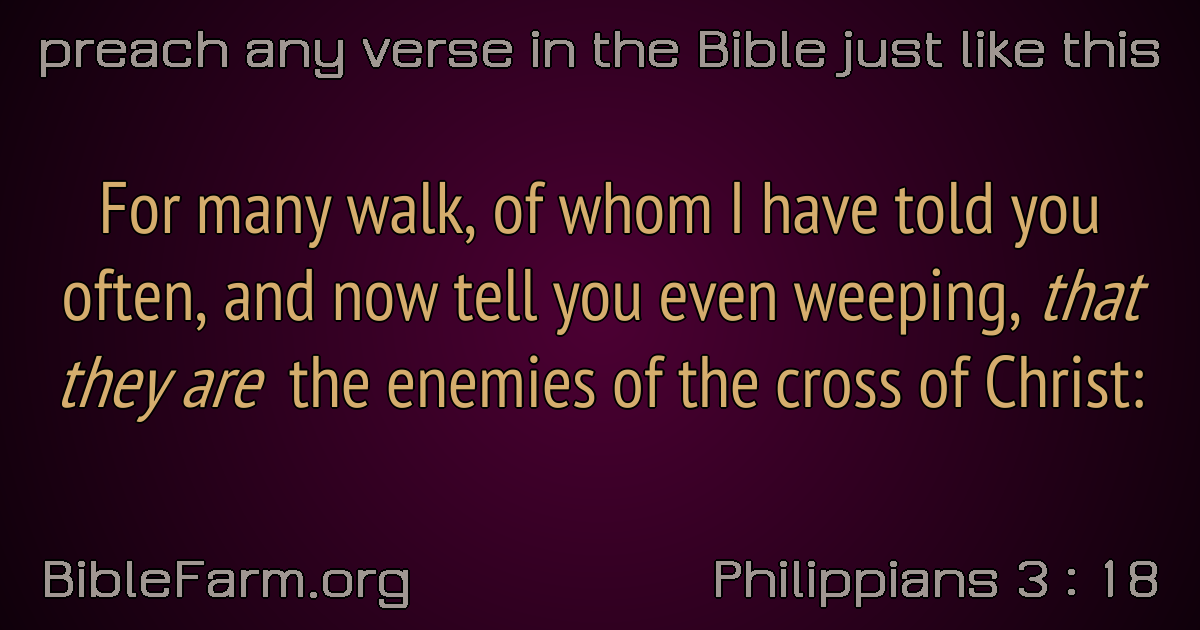 preach any verse in the Bible just like this
For many walk, of whom I have told you
often, and now tell you even weeping, that
they are the enemies of the cross of Christ:
BibleFarm.org
Philippians 3 : 18